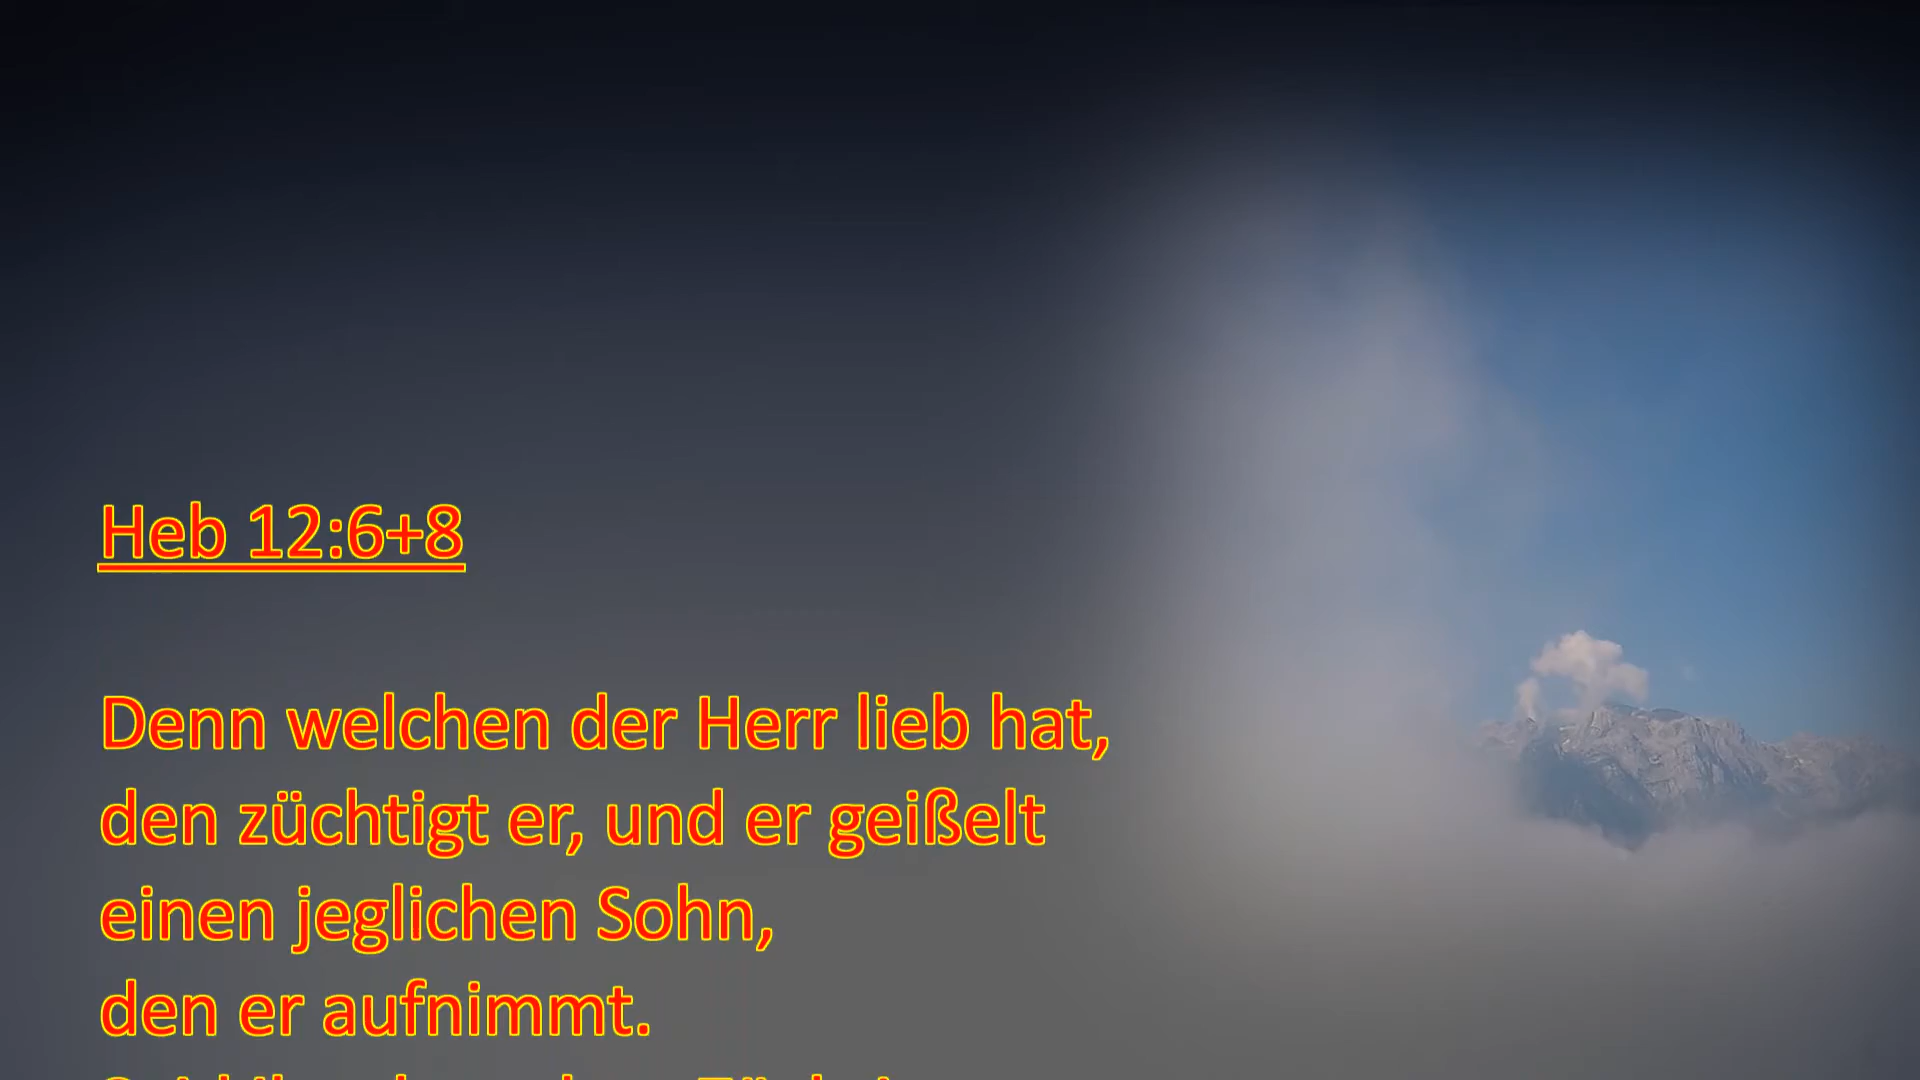 Heb 12:6+8
Denn welchen der Herr lieb hat,
den züchtigt er, und er geißelt
einen jeglichen Sohn,
den er aufnimmt.